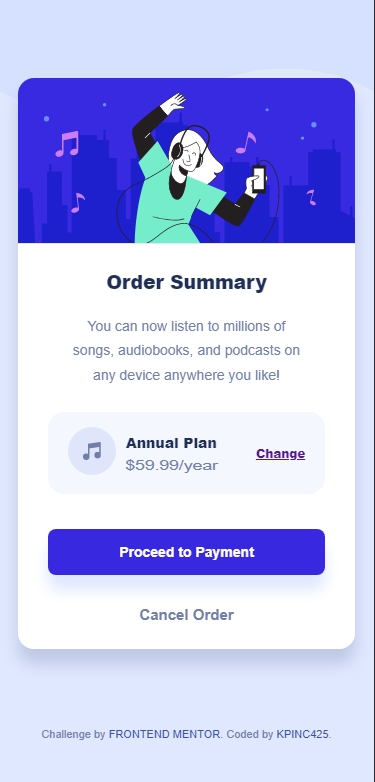 Order Summary
You can now listen to millions of
songs, audiobooks, and podcasts on
any device anywhere you like!
Annual Plan
$59.99/year
Change
Proceed to Payment
Cancel Order
Challenge by FRONTEND MENTOR. Coded by KPINC425.